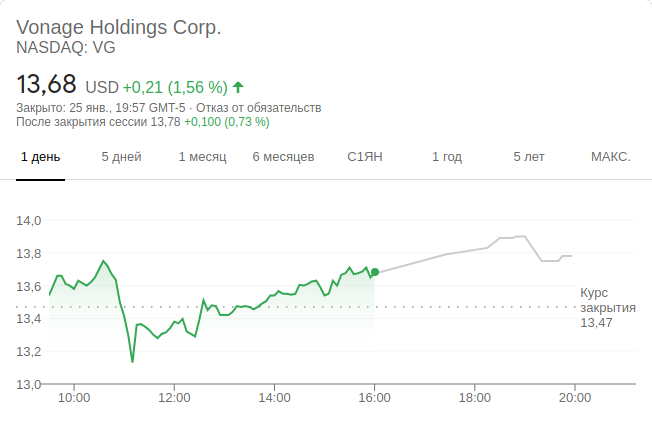 Vonage Holdings Corp.
NASDAQ: VG
13,68 USD +0,21 (1,56 %)
Закрыто: 25 янв., 19:57 GMT-5 · Отказ от обязательств
После закрытия сессии 13,78 +0,100 (0,73 %)
1 день 5 дней 1 месяц 6 месяцев С1ЯН 1 год 5 лет МАКС.
14,0
13,8
13,6
Курс
закрытия
13,47
13,4
13,2
13,0
10:00 12:00 14:00 16:00 18:00 20:00